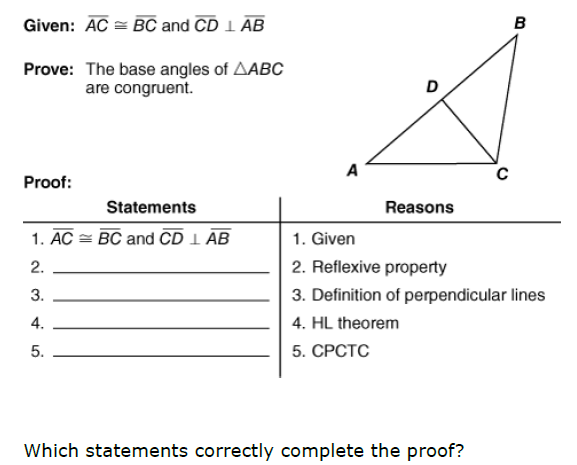 Given: AC ≅ BC and CD ⊥ AB
Prove: The base angles of △ABC
are congruent.
B
D
A
C
Proof:
Statements Reasons
1. AC ≅ BC and CD ⊥ AB 1. Given
2. 2. Reflexive property
3. 3. Definition of perpendicular lines
4. 4. HL theorem
5. 5. CPCTC
Which statements correctly complete the proof?